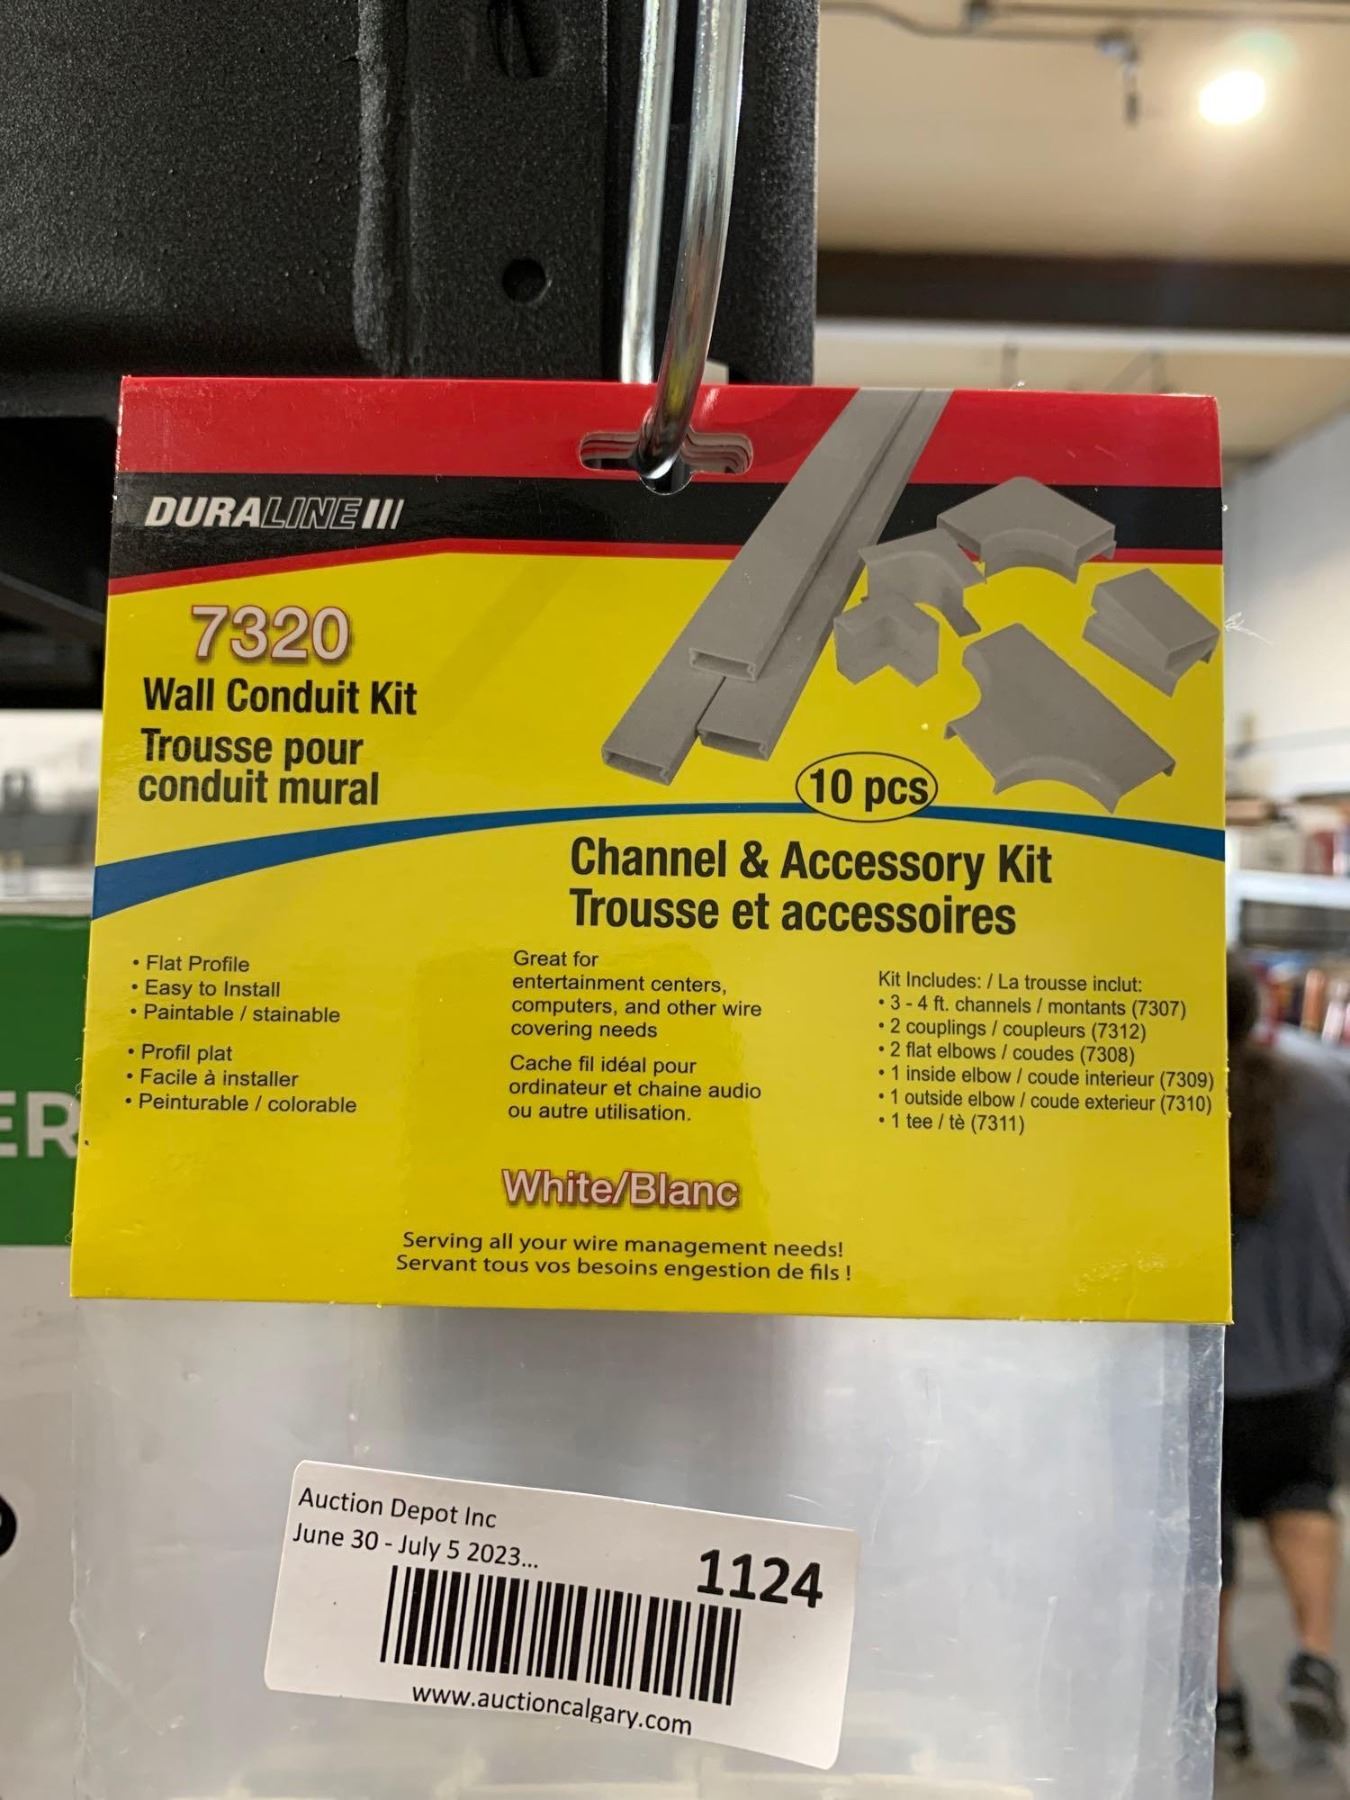 DURALINE
7320
Wall Conduit Kit
Trousse pour
conduit mural
10 pcs
Channel & Accessory Kit
Trousse et accessoires
• Flat Profile
• Easy to Install
• Paintable / stainable
• Profil plat
• Facile à installer
• Peinturable / colorable
Great for
entertainment centers,
computers, and other wire
covering needs
Cache fil idéal pour
ordinateur et chaine audio
ou autre utilisation.
Kit Includes: / La trousse inclut:
• 3 - 4 ft. channels / montants (7307)
• 2 couplings / coupleurs (7312)
• 2 flat elbows / coudes (7308)
• 1 inside elbow / coude interieur (7309)
• 1 outside elbow / coude exterieur (7310)
• 1 tee / tè (7311)
White/Blanc
Serving all your wire management needs!
Servant tous vos besoins engestion de fils !
ER
Auction Depot Inc
June 30 - July 5 2023...
1124
www.auctioncalgary.com